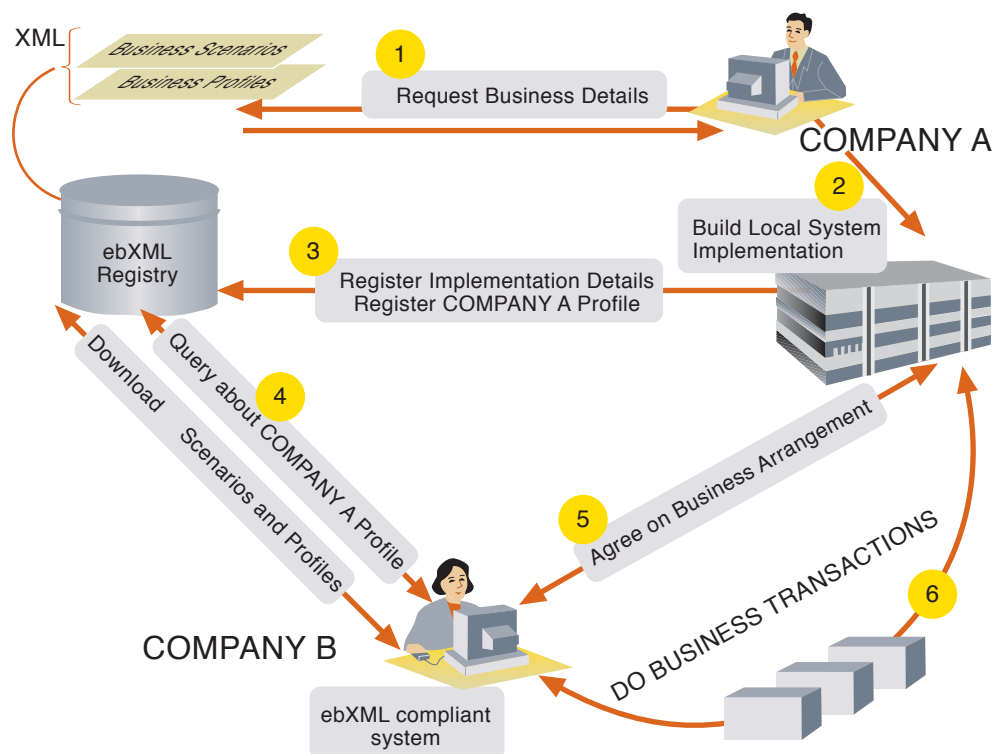 XML
Business Scenarios
Business Profiles
1
Request Business Details
COMPANY A
2
Build Local System
Implementation
ebXML
Registry
3
Register Implementation Details
Register COMPANY A Profile
4
Query about COMPANY A Profile
Download Scenarios and Profiles
5
Agree on Business Arrangement
6
DO BUSINESS TRANSACTIONS
COMPANY B
ebXML compliant
system